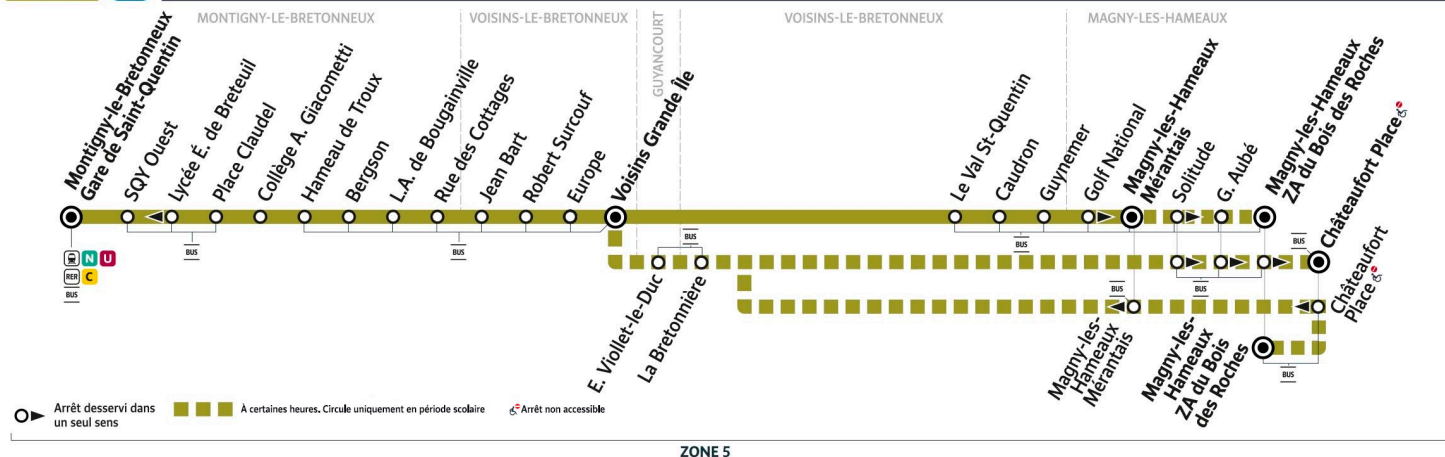 MONTIGNY-LE-BRETONNEUX
VOISINS-LE-BRETONNEUX
GUYANCOURT
VOISINS-LE-BRETONNEUX
MAGNY-LES-HAMEAUX
Montigny-le-Bretonneux
Gare de Saint-Quentin
SQY Ouest
Lycée É. de Breteuil
Place Claudel
Collège A. Giacometti
Hameau de Troux
Bergson
L.A. de Bougainville
Rue des Cottages
Jean Bart
Robert Surcouf
Europe
Voisins Grande Île
Le Val St-Quentin
Caudron
Guynemer
Golf National
Magny-les-Hameaux
Mérantais
Solitude
G. Aubé
Magny-les-Hameaux
ZA du Bois des Roches
Châteaufort Place
BUS
BUS
BUS
BUS
BUS
BUS
N U
RER C
BUS
E. Viollet-le-Duc
La Bretonnière
Châteaufort
Place
Magny-les-
Hameaux
Mérantais
BUS
Magny-les-
Hameaux
ZA du Bois
des Roches
BUS
BUS
Arrêt desservi dans
un seul sens
À certaines heures. Circule uniquement en période scolaire
Arrêt non accessible
ZONE 5